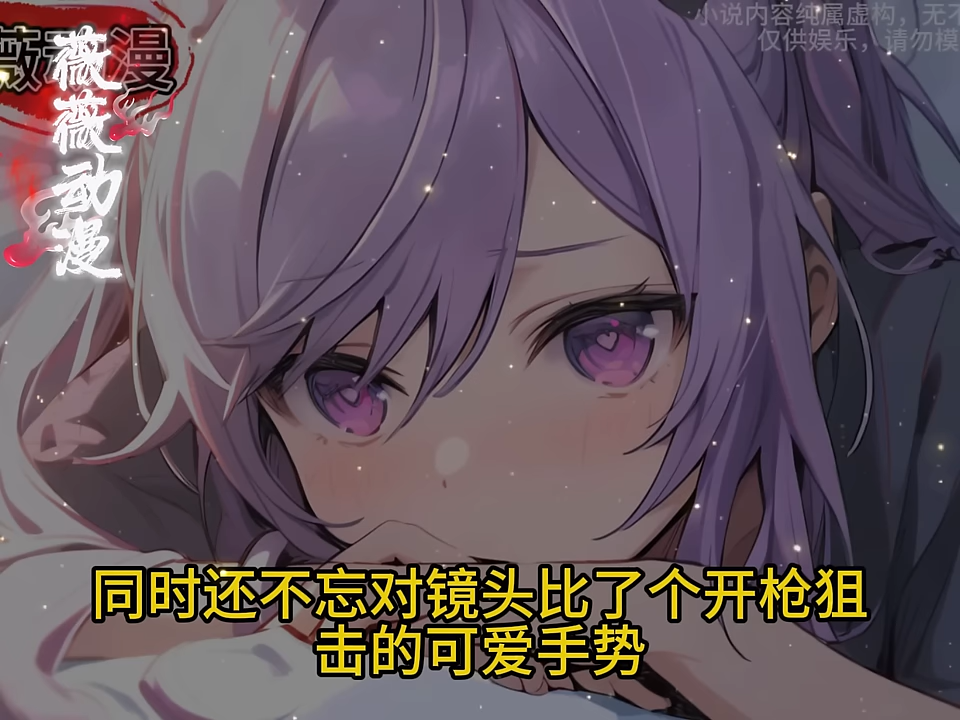 小说内容纯属虚构，无不
仅供娱乐，请勿模
薇薇动漫
薇 漫
同时还不忘对镜头比了个开枪狙
击的可爱手势